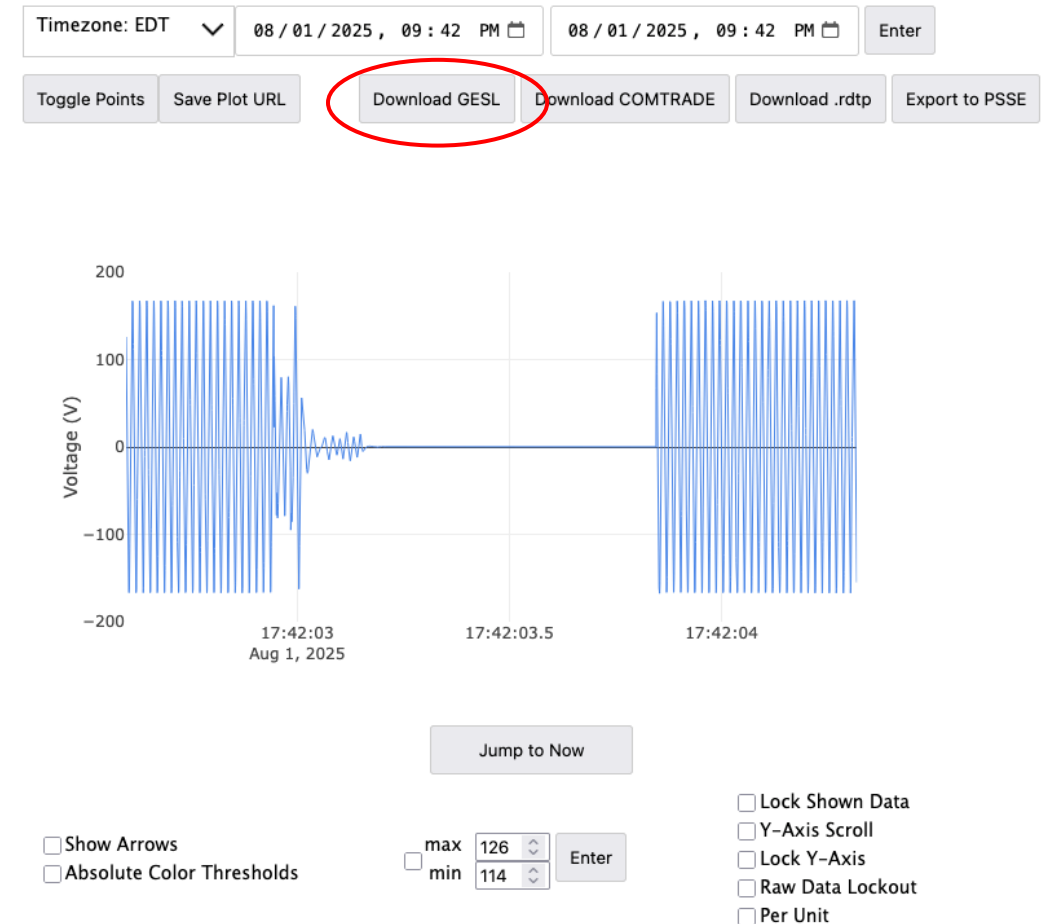 Timezone: EDT 08/01/2025, 09:42 PM 08/01/2025, 09:42 PM Enter
Toggle Points Save Plot URL Download GESL Download COMTRADE Download .rdtp Export to PSSE
200
100
0
−100
−200
Voltage (V)
17:42:03 17:42:03.5 17:42:04
Aug 1, 2025
Jump to Now
Show Arrows
Absolute Color Thresholds
max 126
min 114
Enter
Lock Shown Data
Y-Axis Scroll
Lock Y-Axis
Raw Data Lockout
Per Unit